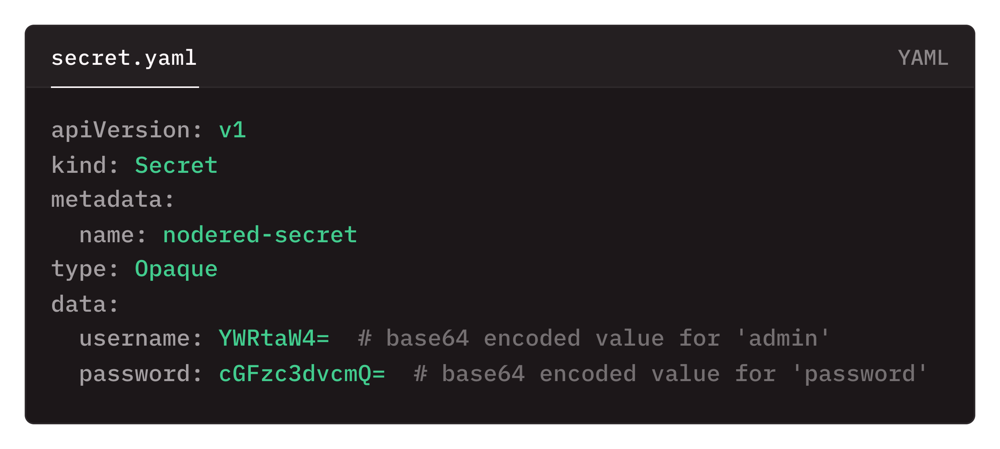 secret.yaml
YAML
apiVersion: v1
kind: Secret
metadata:
  name: nodered-secret
type: Opaque
data:
  username: YWRtaW4=  # base64 encoded value for 'admin'
  password: cGFzc3dvcmQ=  # base64 encoded value for 'password'